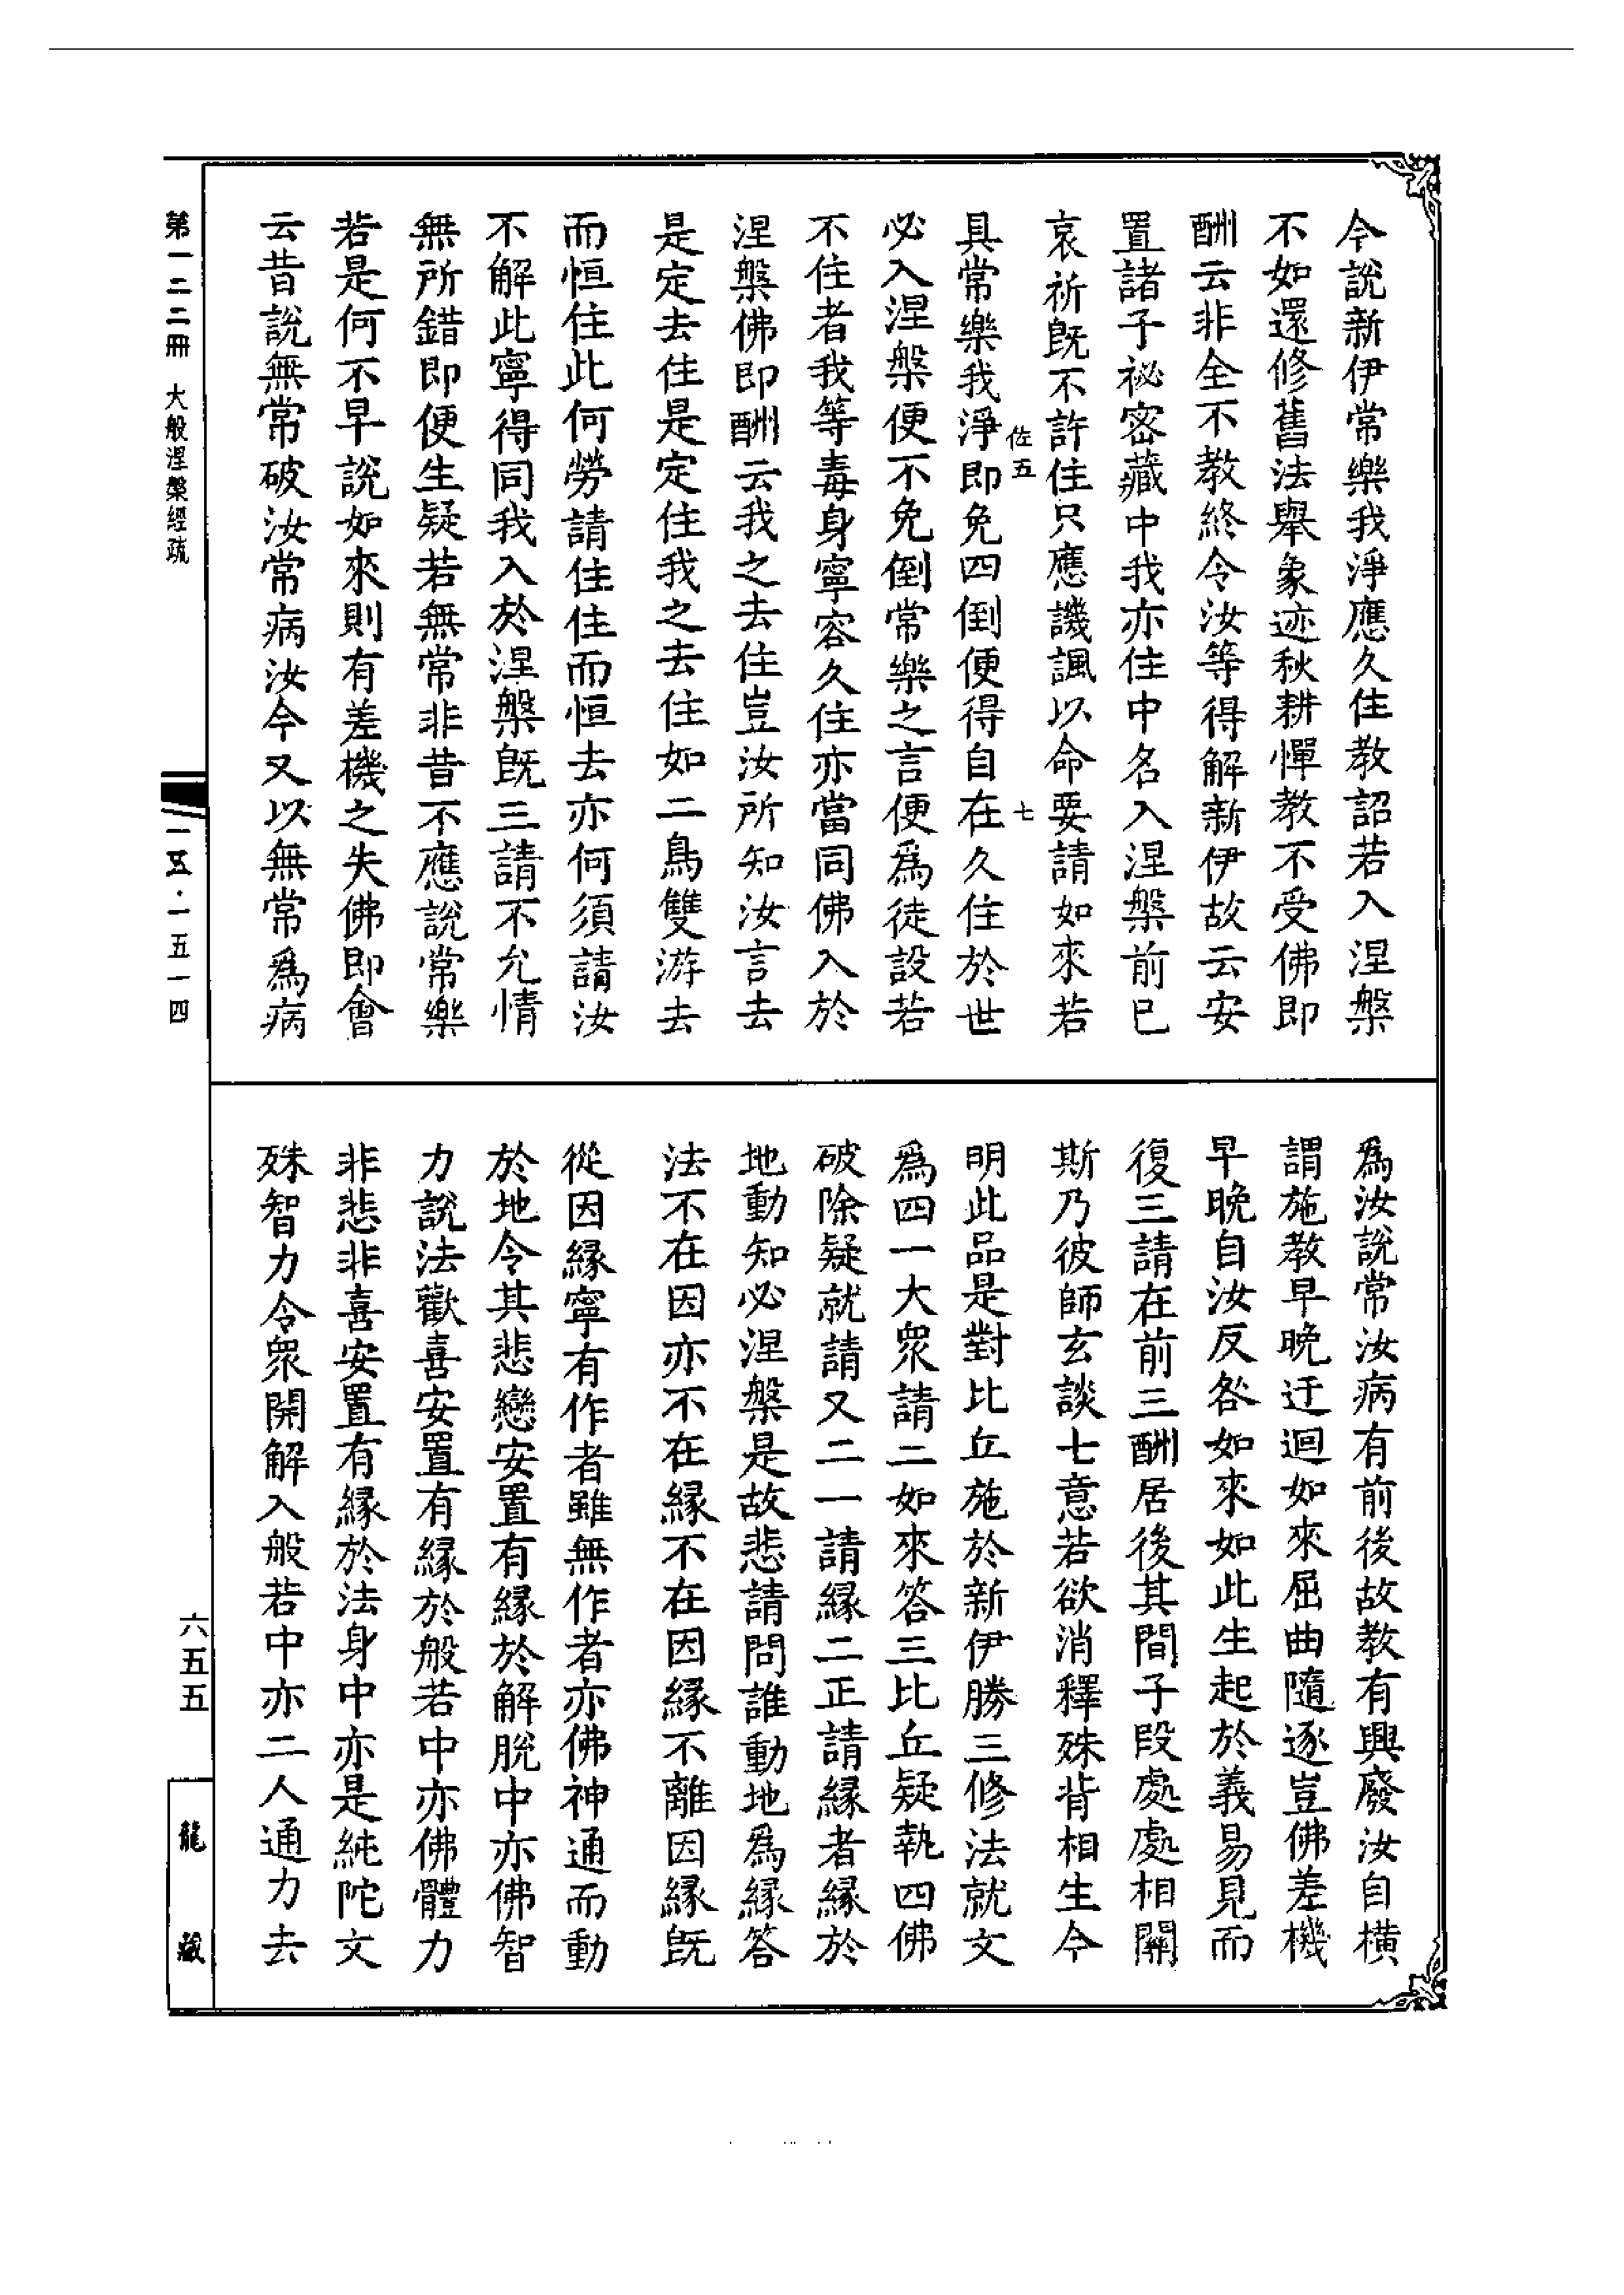 今說新伊常樂我淨應久住教詔若入涅槃
不如還修舊法舉象迹秋耕憚教不受佛即
酬云非全不教終令汝等得解新伊故云安
置諸子祕密藏中我亦住中名入涅槃前已
哀祈既不許住只應譏諷以命要請如來若
佐五 七
具常樂我淨即免四倒便得自在久住於世
必入涅槃便不免倒常樂之言便為徒設若
不住者我等毒身寧容久住亦當同佛入於
涅槃佛即酬云我之去住豈汝所知汝言去
是定去住是定住我之去住如二鳥雙游去
而恒住此何勞請住住而恒去亦何須請汝
不解此寧得同我入於涅槃既三請不允情
無所錯即便生疑若無常非昔不應說常樂
若是何不早說如來則有差機之失佛即會
云昔說無常破汝常病汝今又以無常爲病
爲汝說常汝病有前後故教有興廢汝自橫
謂施教早晚迂迴如來屈曲隨逐豈佛差機
早晚自汝反咎如來如此生起於義易見而
復三請在前三酬居後其間子段處處相關
斯乃彼師玄談七意若欲消釋殊背相生今
明此品是對比丘施於新伊勝三修法就文
爲四一大衆請二如來答三比丘疑執四佛
破除疑就請又二一請緣二正請緣者緣於
地動知必涅槃是故悲請問誰動地爲緣答
法不在因亦不在緣不在因緣不離因緣既
從因緣寧有作者雖無作者亦佛神通而動
於地令其悲戀安置有緣於解脫中亦佛智
力說法歡喜安置有緣於般若中亦佛體力
非悲非喜安置有緣於法身中亦是純陀文
殊智力令衆開解入般若中亦二人通力去
第一二二冊 大般涅槃經疏
一五·一五一四
六五五
龍藏